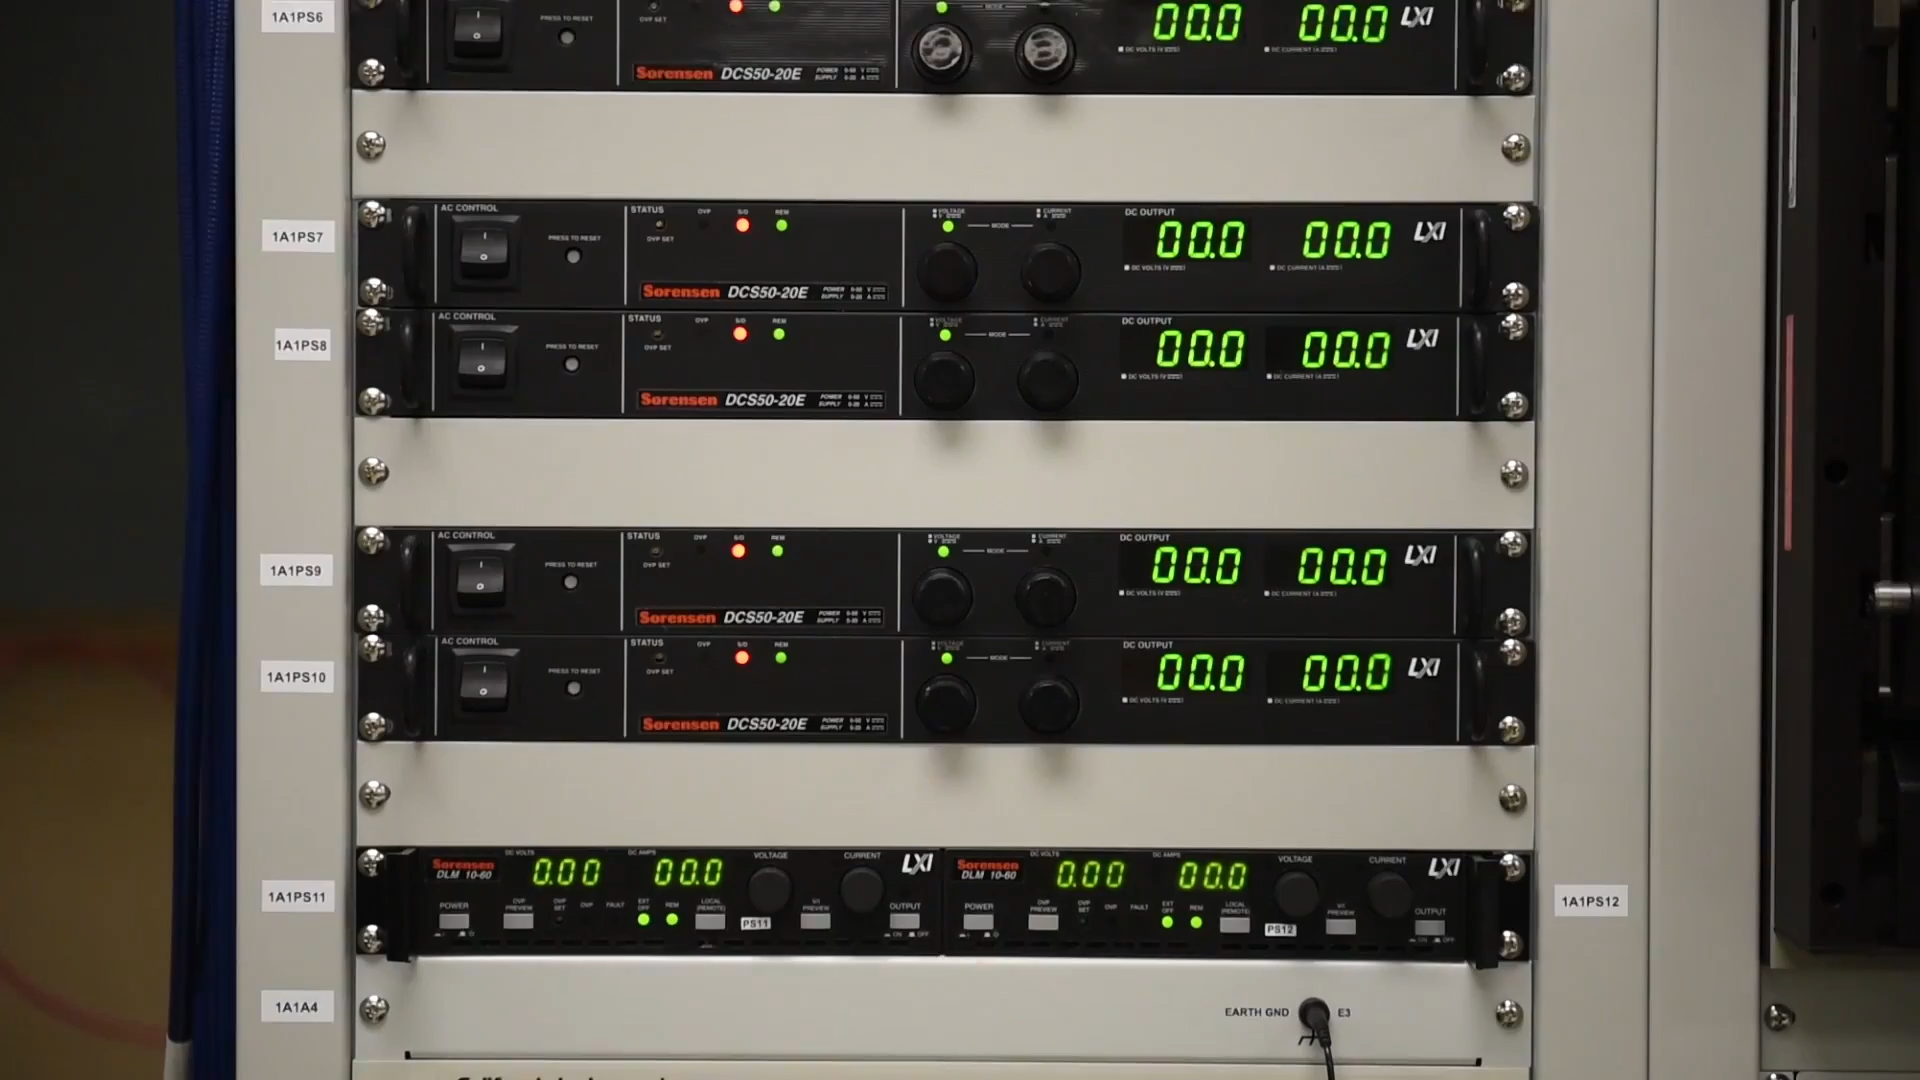 1A1PS6
PRESS TO RESET
OVP SET
MODE
00.0 00.0
LXI
DC VOLTS
DC CURRENT
Sorensen DCS50-20E POWER SUPPLY
1A1PS7
AC CONTROL
STATUS OVP S/D REM
VOLTAGE MODE CURRENT
DC OUTPUT
PRESS TO RESET
OVP SET
00.0 00.0
LXI
DC VOLTS
DC CURRENT
Sorensen DCS50-20E POWER SUPPLY
1A1PS8
AC CONTROL
STATUS OVP S/D REM
VOLTAGE MODE CURRENT
DC OUTPUT
PRESS TO RESET
OVP SET
00.0 00.0
LXI
DC VOLTS
DC CURRENT
Sorensen DCS50-20E POWER SUPPLY
1A1PS9
AC CONTROL
STATUS OVP S/D REM
VOLTAGE MODE CURRENT
DC OUTPUT
PRESS TO RESET
OVP SET
00.0 00.0
LXI
DC VOLTS
DC CURRENT
Sorensen DCS50-20E POWER SUPPLY
1A1PS10
AC CONTROL
STATUS OVP S/D REM
VOLTAGE MODE CURRENT
DC OUTPUT
PRESS TO RESET
OVP SET
00.0 00.0
LXI
DC VOLTS
DC CURRENT
Sorensen DCS50-20E POWER SUPPLY
1A1PS11
Sorensen
DLM 10-60
DC VOLTS DC AMPS
0.00 00.0
VOLTAGE CURRENT
LXI
POWER OVP PREVIEW OVP SET OVP FAULT EXT OFF REM LOCAL (REMOTE) V/I PREVIEW OUTPUT
PS11
ON OFF
Sorensen
DLM 10-60
DC VOLTS DC AMPS
0.00 00.0
VOLTAGE CURRENT
LXI
POWER OVP PREVIEW OVP SET OVP FAULT EXT OFF REM LOCAL (REMOTE) V/I PREVIEW OUTPUT
PS12
ON OFF
1A1PS12
1A1A4
EARTH GND E3